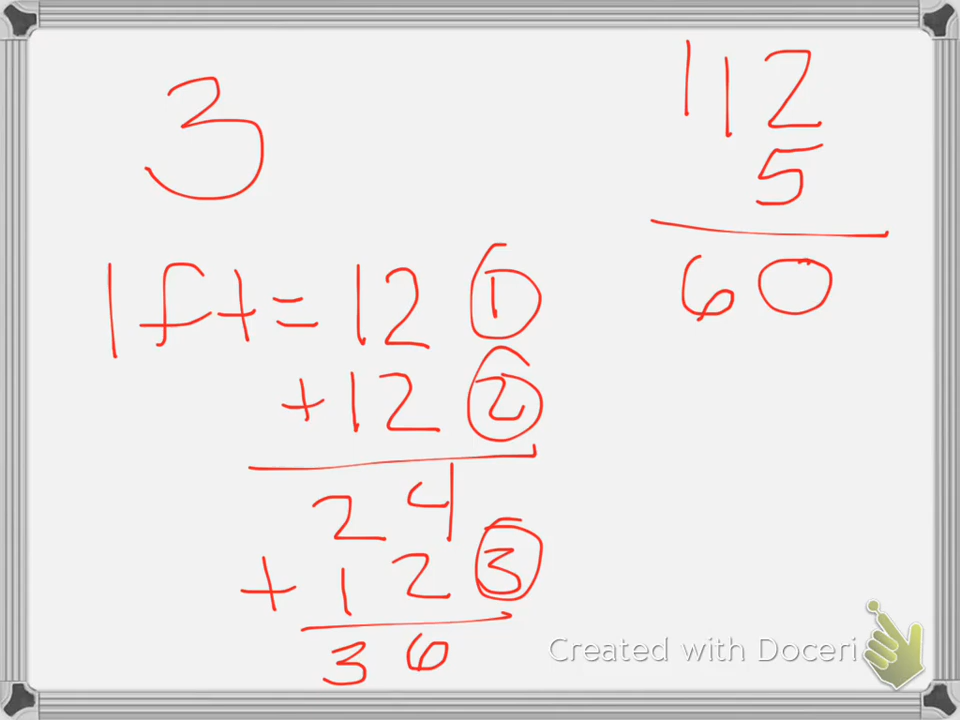 3
1ft = 12 1
+ 12 2
24
+ 12 3
36
112
5
60
Created with Doceri